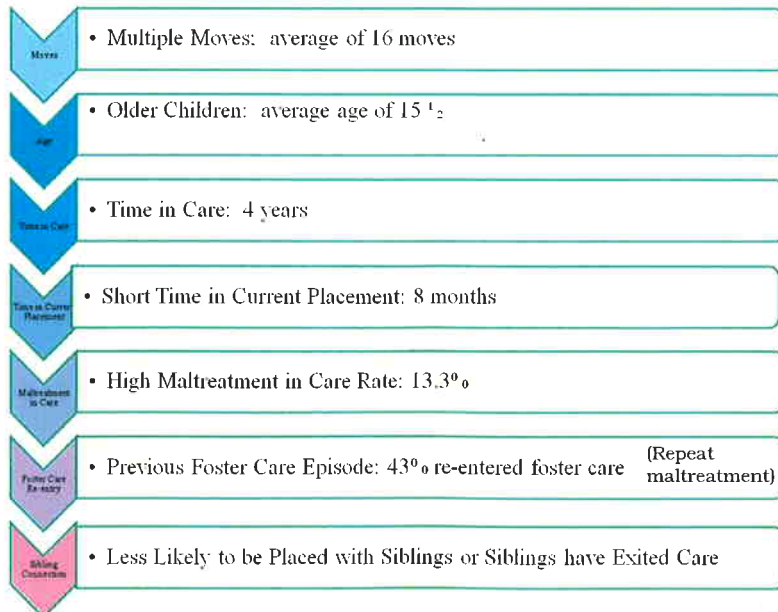 Moves
• Multiple Moves: average of 16 moves
Age
• Older Children: average age of 15 ½
Time in Care
• Time in Care: 4 years
Time in Current
Placement
• Short Time in Current Placement: 8 months
Maltreatment
in Care
• High Maltreatment in Care Rate: 13.3%
Foster Care
Re-entry
• Previous Foster Care Episode: 43% re-entered foster care (Repeat
maltreatment)
Sibling
Connection
• Less Likely to be Placed with Siblings or Siblings have Exited Care